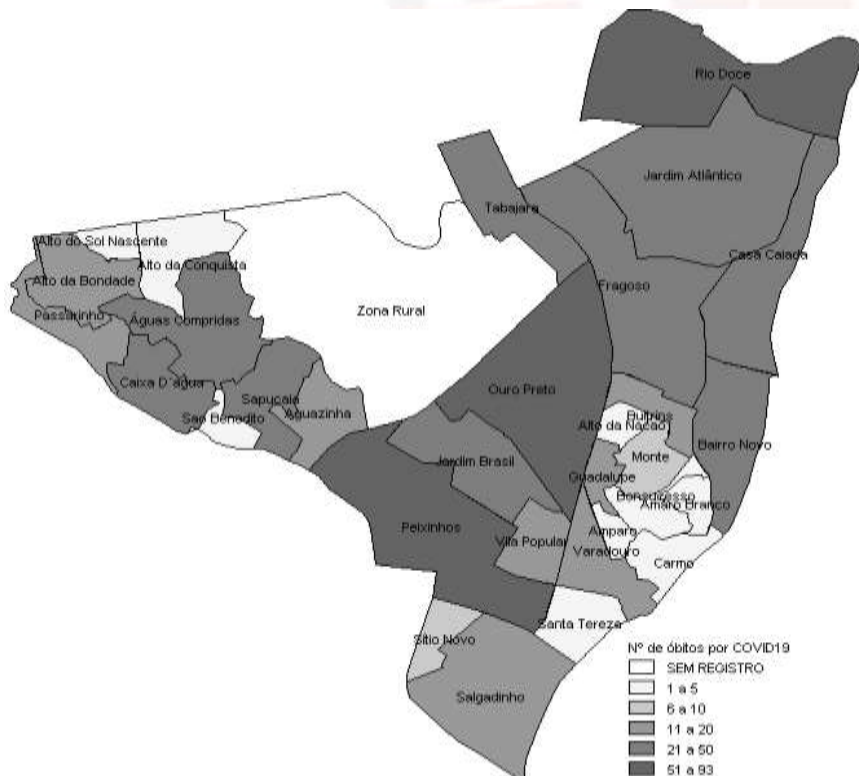 Rio Doce
Jardim Atlântico
Tabajara
Alto do Sol Nascente
Casa Caiada
Alto da Conquista
Alto da Bondade
Fragoso
Zona Rural
Passarinho
Águas Compridas
Caixa D'água
Ouro Preto
Sapucaia
Aguazinha
São Benedito
Bultrins
Alto da Nação
Bairro Novo
Monte
Jardim Brasil
Guadalupe
Bonsucesso
Amaro Branco
Peixinhos
Amparo
Vila Popular
Varadouro
Carmo
Santa Tereza
Sítio Novo
Salgadinho
Nº de óbitos por COVID19
SEM REGISTRO
1 a 5
6 a 10
11 a 20
21 a 50
51 a 93